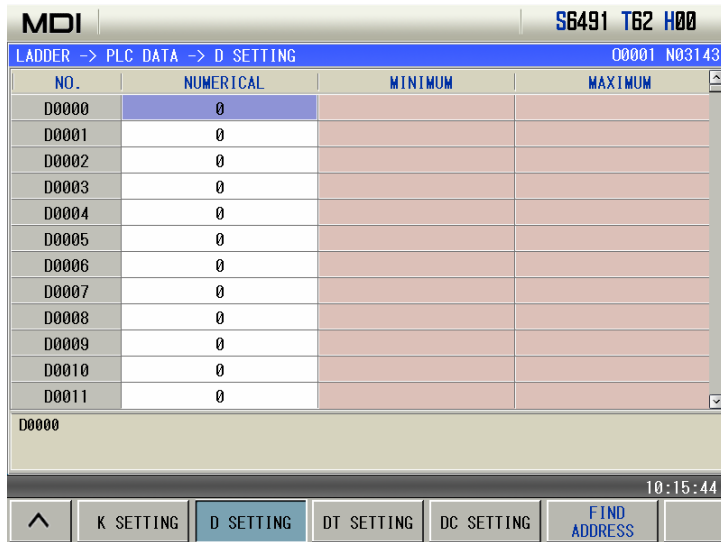 MDI S6491 T62 H00
LADDER -> PLC DATA -> D SETTING O0001 N03143
NO. NUMERICAL MINIMUM MAXIMUM
D0000 0
D0001 0
D0002 0
D0003 0
D0004 0
D0005 0
D0006 0
D0007 0
D0008 0
D0009 0
D0010 0
D0011 0
D0000
10:15:44
K SETTING D SETTING DT SETTING DC SETTING FIND ADDRESS